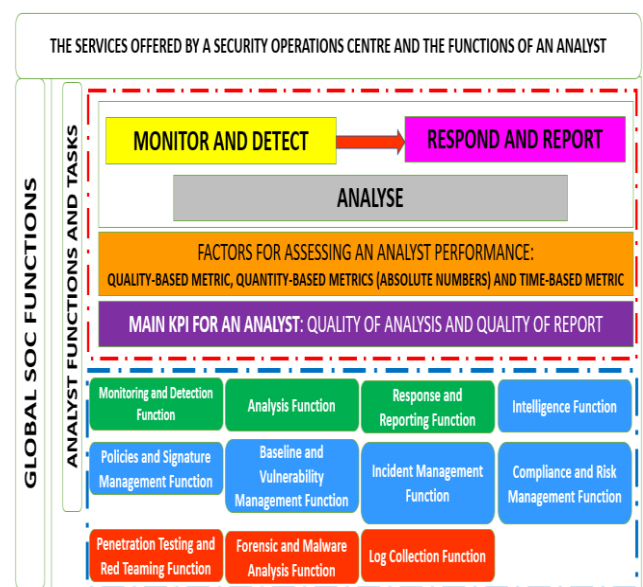 THE SERVICES OFFERED BY A SECURITY OPERATIONS CENTRE AND THE FUNCTIONS OF AN ANALYST
GLOBAL SOC FUNCTIONS
ANALYST FUNCTIONS AND TASKS
MONITOR AND DETECT
RESPOND AND REPORT
ANALYSE
FACTORS FOR ASSESSING AN ANALYST PERFORMANCE:
QUALITY-BASED METRIC, QUANTITY-BASED METRICS (ABSOLUTE NUMBERS) AND TIME-BASED METRIC
MAIN KPI FOR AN ANALYST: QUALITY OF ANALYSIS AND QUALITY OF REPORT
Monitoring and Detection
Function
Analysis Function
Response and
Reporting Function
Intelligence Function
Policies and Signature
Management Function
Baseline and
Vulnerability
Management Function
Incident Management
Function
Compliance and Risk
Management Function
Penetration Testing and
Red Teaming Function
Forensic and Malware
Analysis Function
Log Collection Function